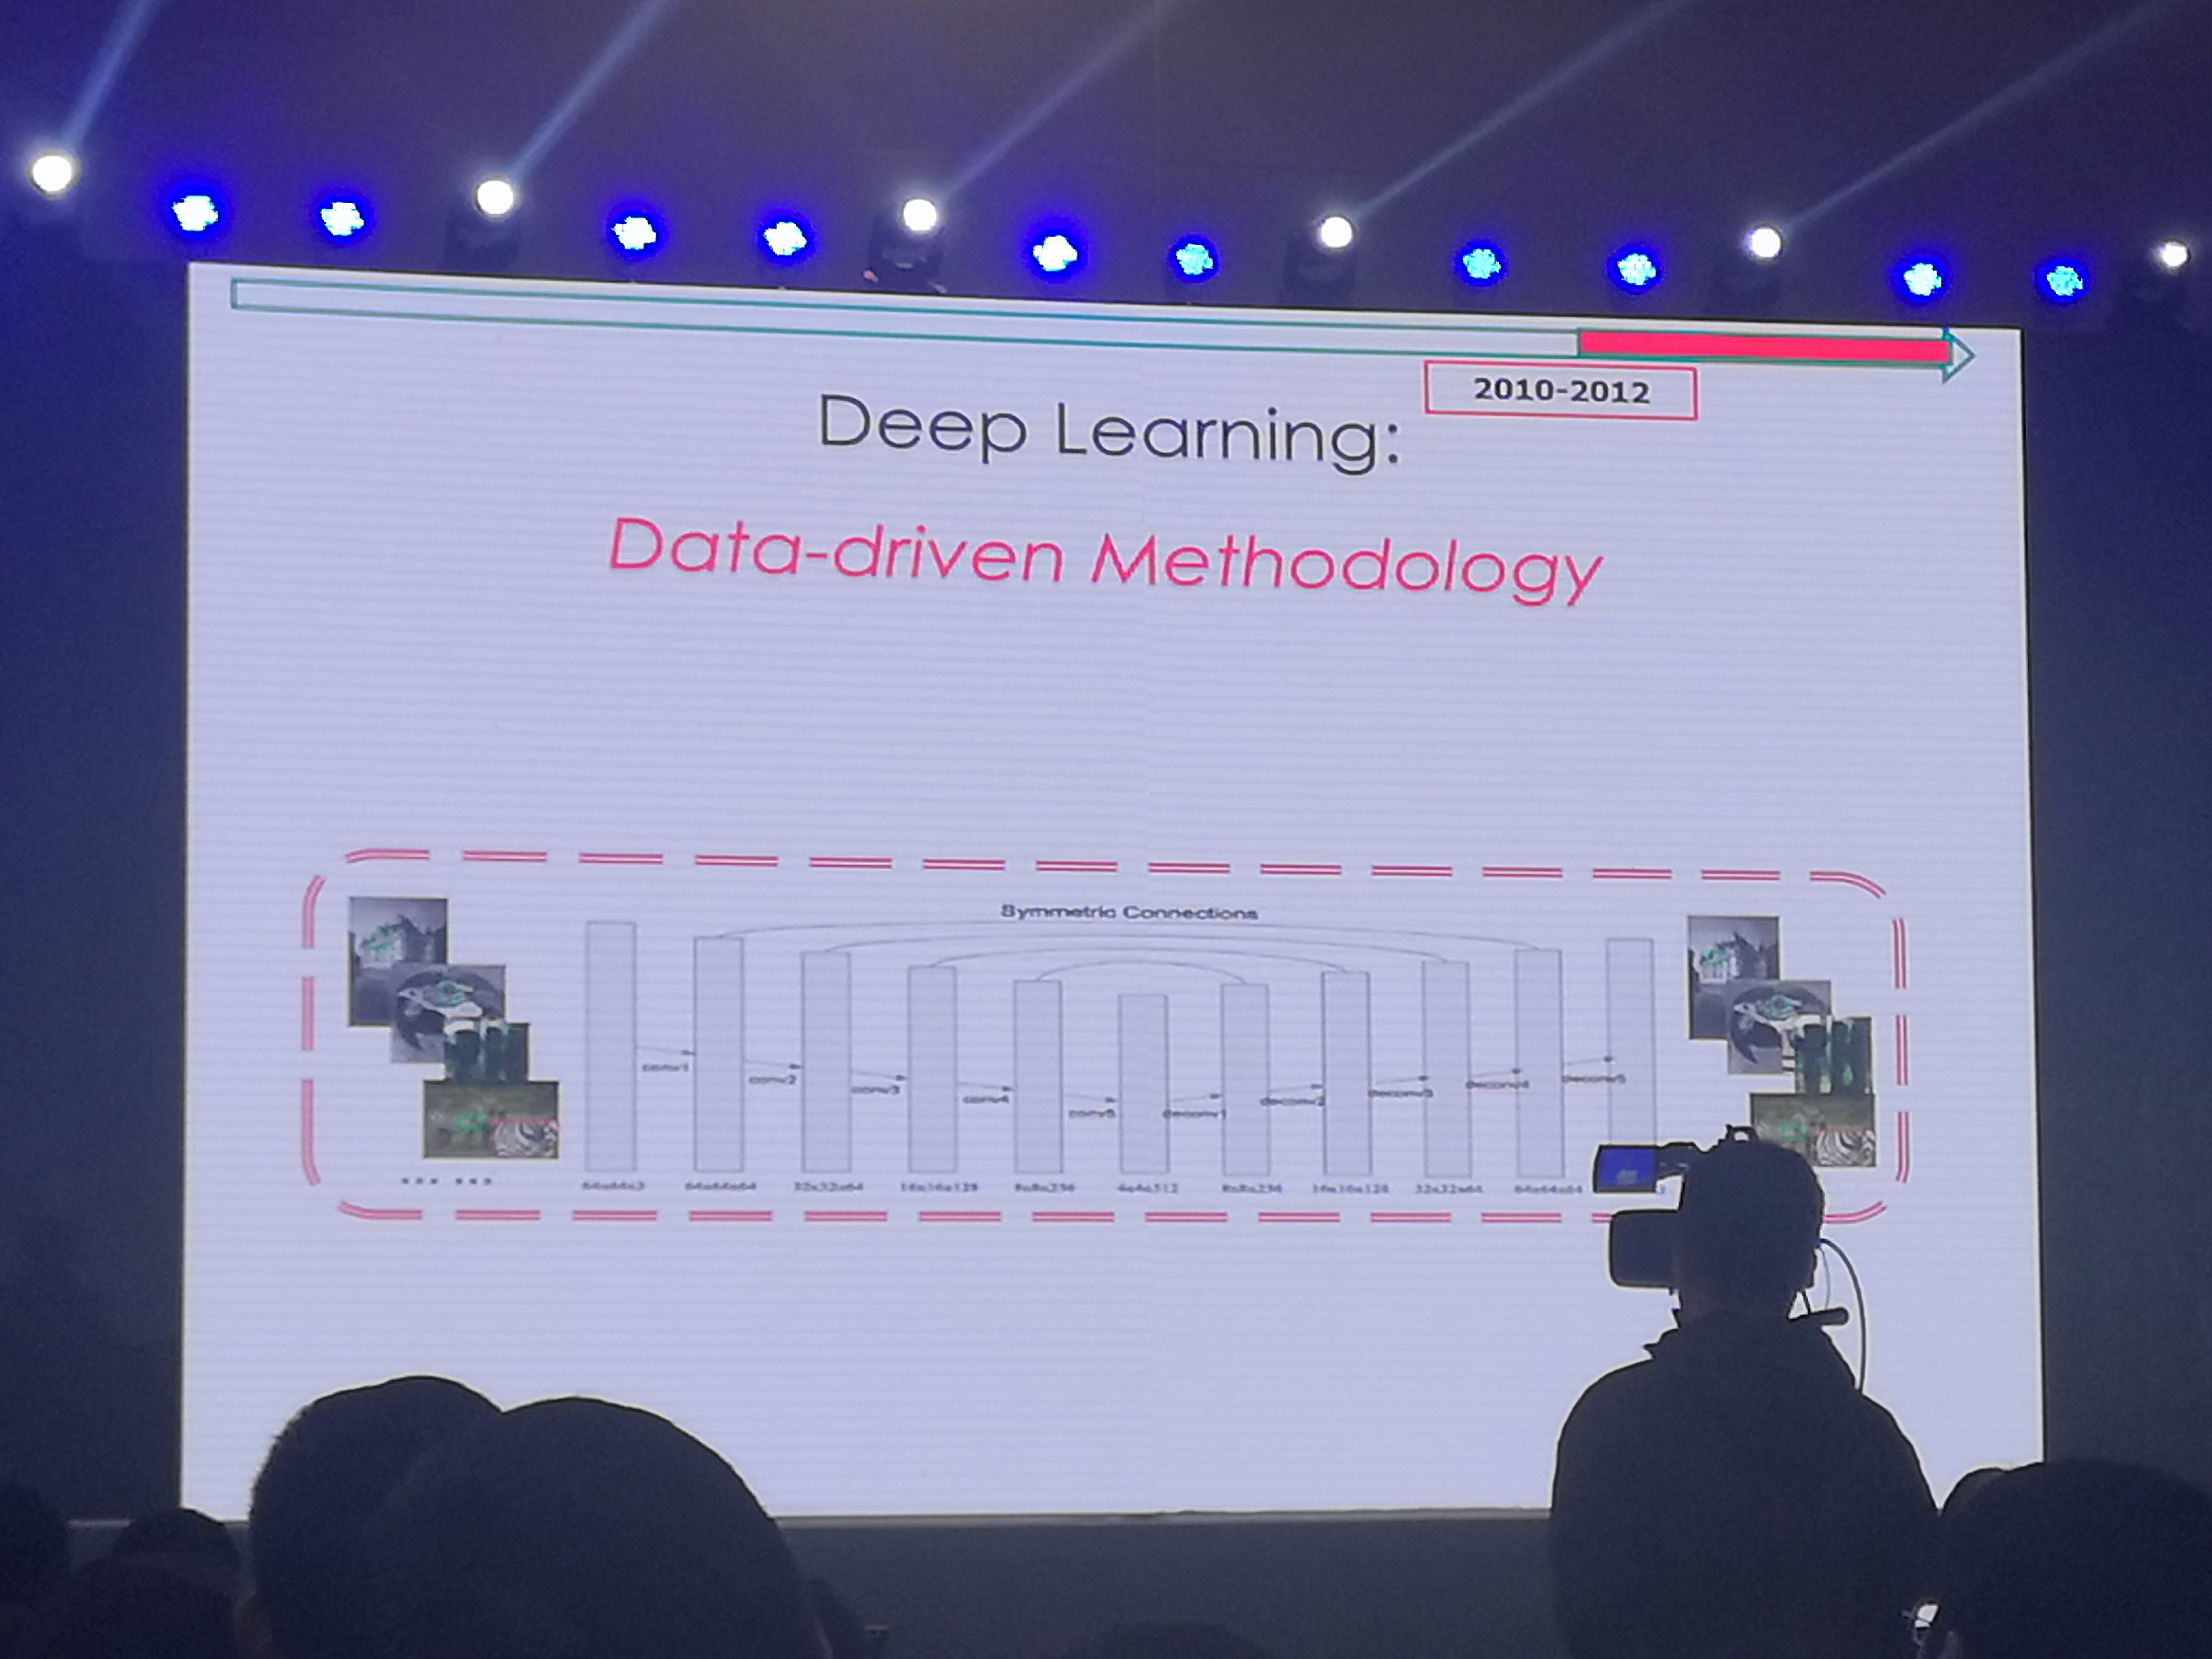 2010-2012
Deep Learning:
Data-driven Methodology
Symmetric Connections
conv1
conv2
conv3
conv4
conv5
deconv1
deconv2
deconv3
deconv4
deconv5
... ...
64x64x3
64x64x64
32x32x64
16x16x128
8x8x256
4x4x512
8x8x256
16x16x128
32x32x64
64x64x64